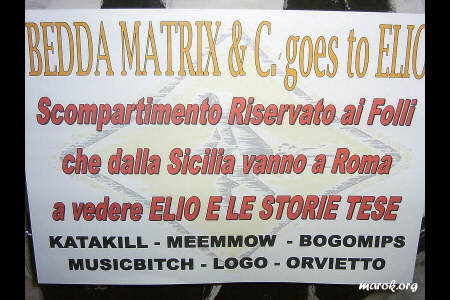 BEDDA MATRIX & C. goes to ELIO
Scompartimento Riservato ai Folli
che dalla Sicilia vanno a Roma
a vedere ELIO E LE STORIE TESE
KATAKILL - MEEMMOW - BOGOMIPS
MUSICBITCH - LOGO - ORVIETTO
marok.org